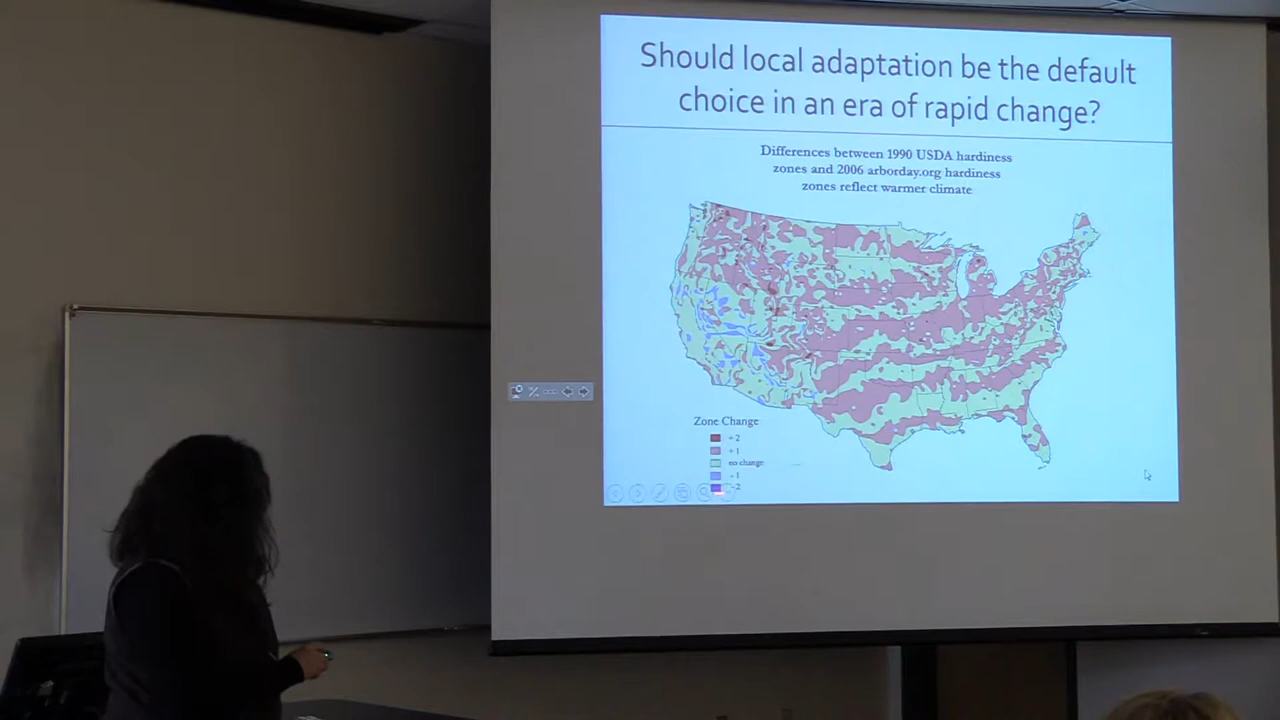 Should local adaptation be the default
choice in an era of rapid change?
Differences between 1990 USDA hardiness
zones and 2006 arborday.org hardiness
zones reflect warmer climate
Zone Change
+2
+1
no change
-1
-2